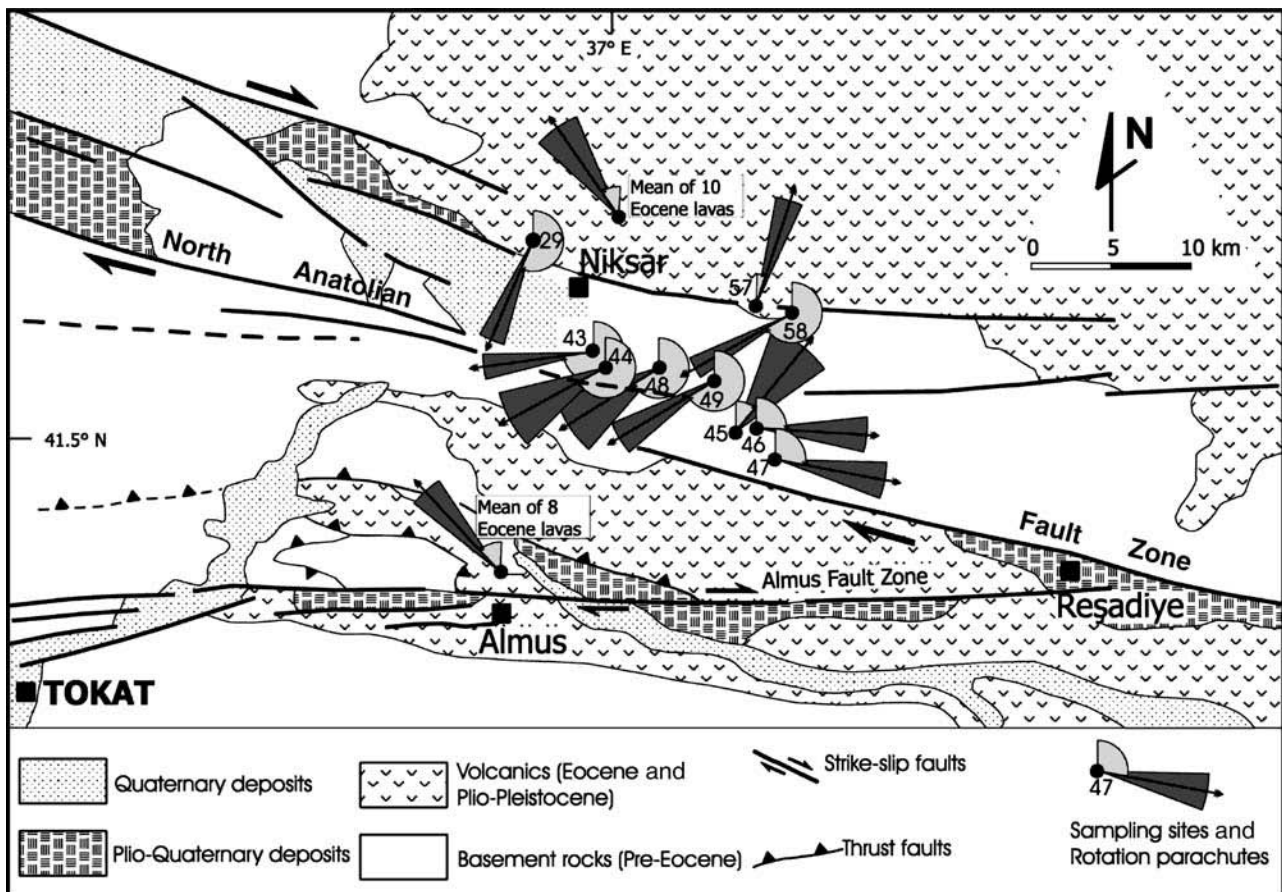 37° E
N
Mean of 10
Eocene lavas
0 5 10 km
29
Niksar
North
Anatolian
57
58
43
44
48
49
45
46
47
41.5° N
Mean of 8
Eocene lavas
Fault
Zone
Almus Fault Zone
Reşadiye
Almus
TOKAT
Quaternary deposits
Volcanics (Eocene and
Plio-Pleistocene)
Strike-slip faults
47
Plio-Quaternary deposits
Basement rocks (Pre-Eocene)
Thrust faults
Sampling sites and
Rotation parachutes